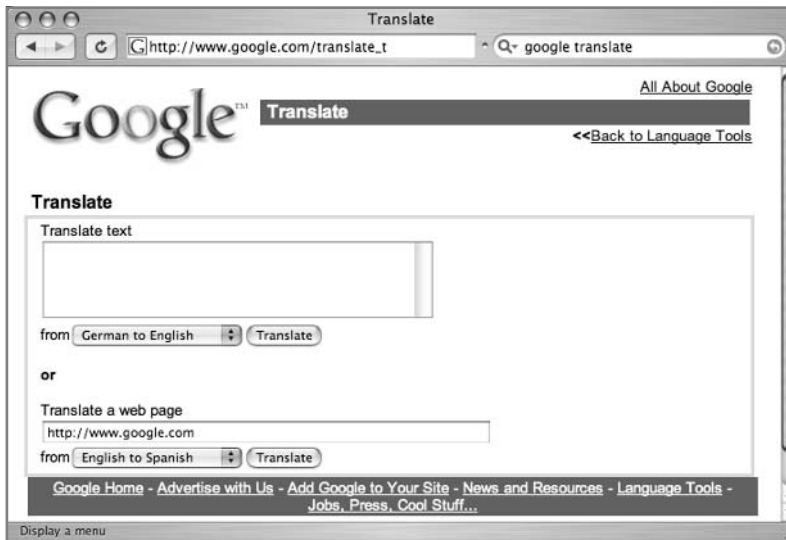 Translate
http://www.google.com/translate_t
google translate
All About Google
Google™
Translate
<<Back to Language Tools
Translate
Translate text
from German to English Translate
or
Translate a web page
http://www.google.com
from English to Spanish Translate
Google Home - Advertise with Us - Add Google to Your Site - News and Resources - Language Tools -
Jobs, Press, Cool Stuff...
Display a menu